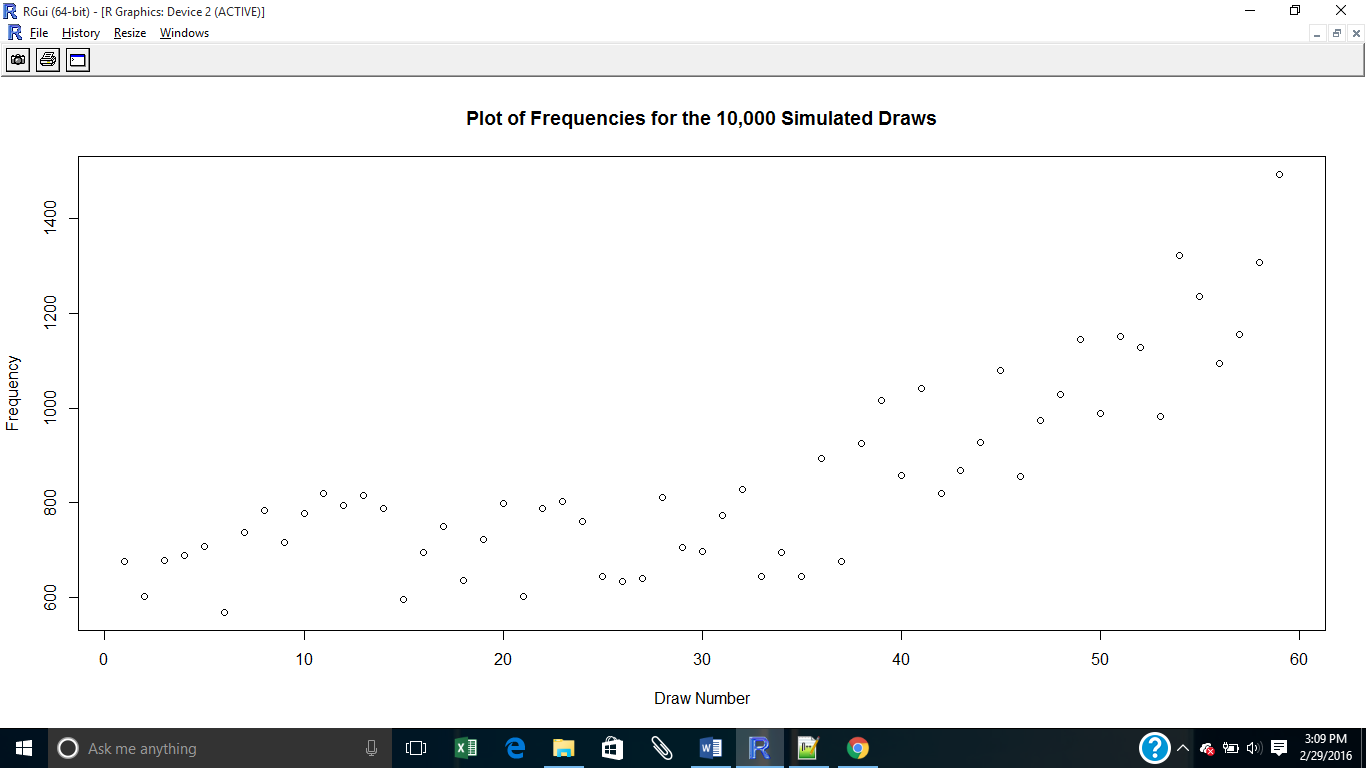 RGui (64-bit) - [R Graphics: Device 2 (ACTIVE)]
File History Resize Windows
Plot of Frequencies for the 10,000 Simulated Draws
Frequency
1400
1200
1000
800
600
0 10 20 30 40 50 60
Draw Number
Ask me anything
3:09 PM
2/29/2016